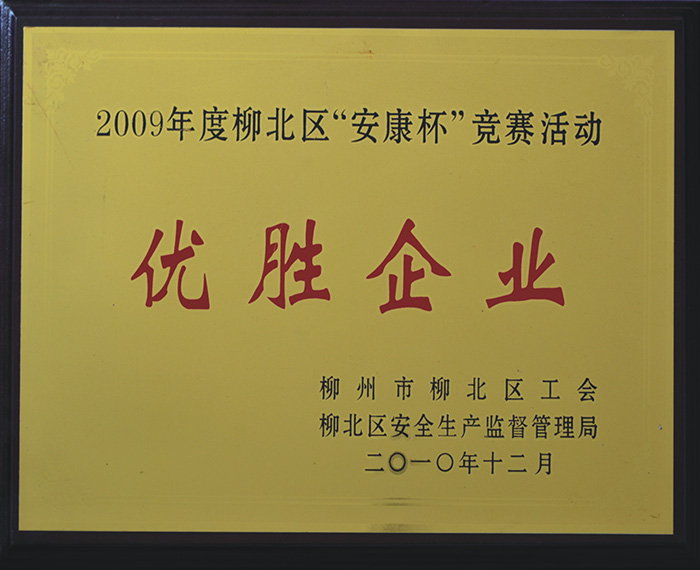 2009年度柳北区“安康杯”竞赛活动
优胜企业
柳州市柳北区工会
柳北区安全生产监督管理局
二〇一〇年十二月